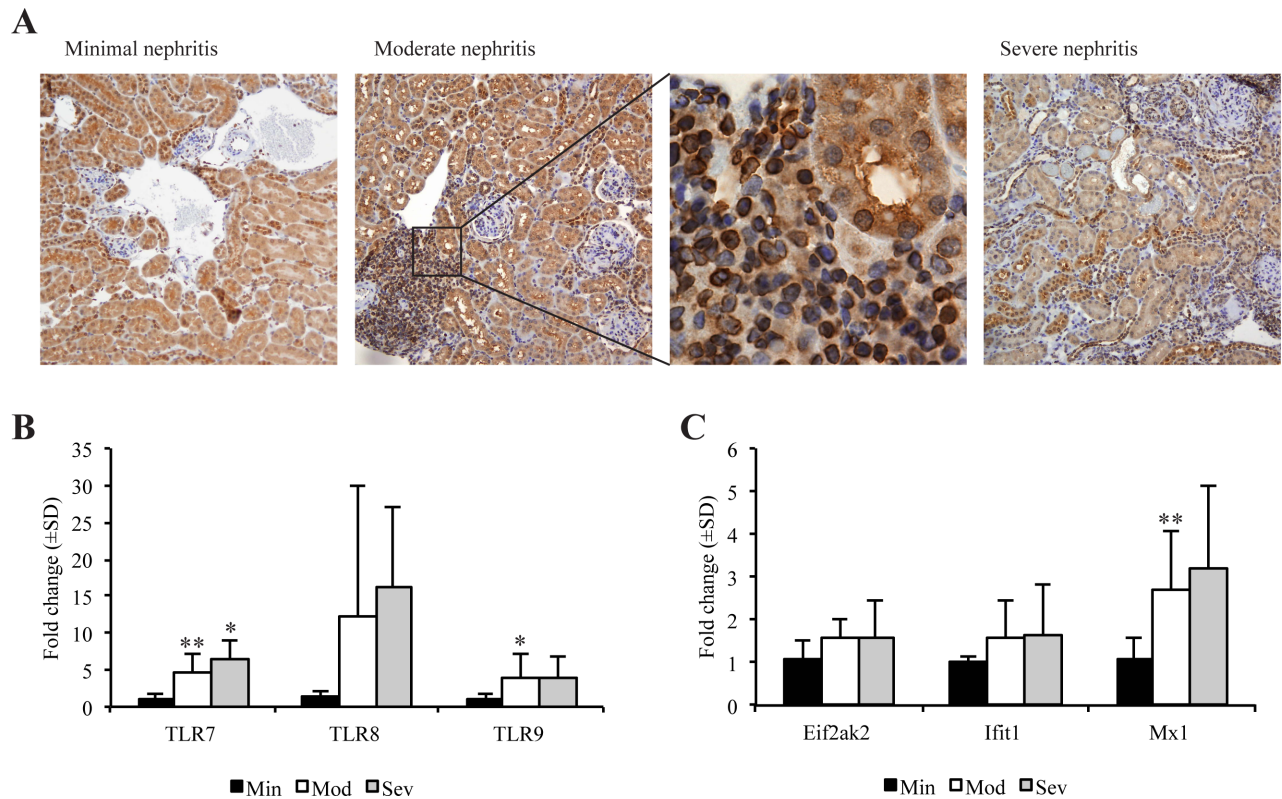 A
Minimal nephritis
Moderate nephritis
Severe nephritis
B
35
30
25
20
15
10
5
0
Fold change (±SD)
** *
*
TLR7 TLR8 TLR9
Min Mod Sev
C
6
5
4
3
2
1
0
Fold change (±SD)
**
Eif2ak2 Ifit1 Mx1
Min Mod Sev